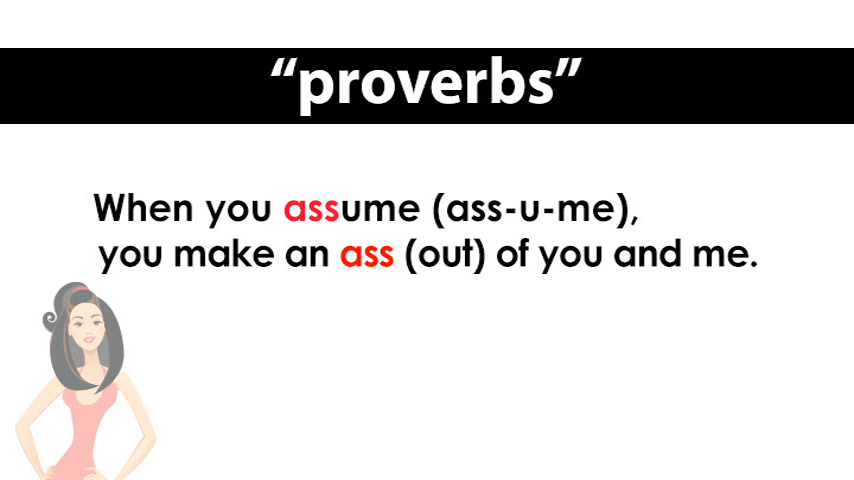 “proverbs”
When you assume (ass-u-me),
you make an ass (out) of you and me.